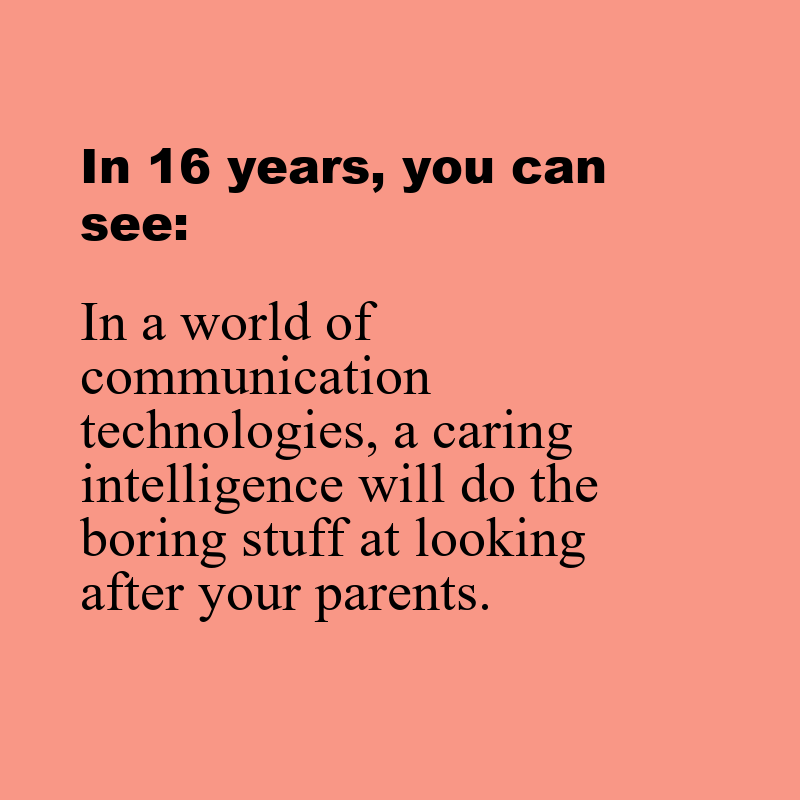 In 16 years, you can
see:
In a world of
communication
technologies, a caring
intelligence will do the
boring stuff at looking
after your parents.